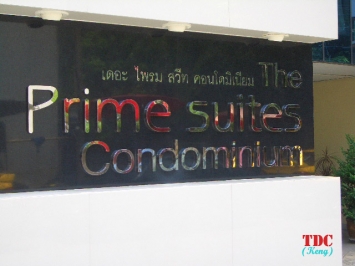 เดอะ ไพรม สวีท คอนโดมิเนียม The
Prime suites
Condominium
TDC
(Keng)